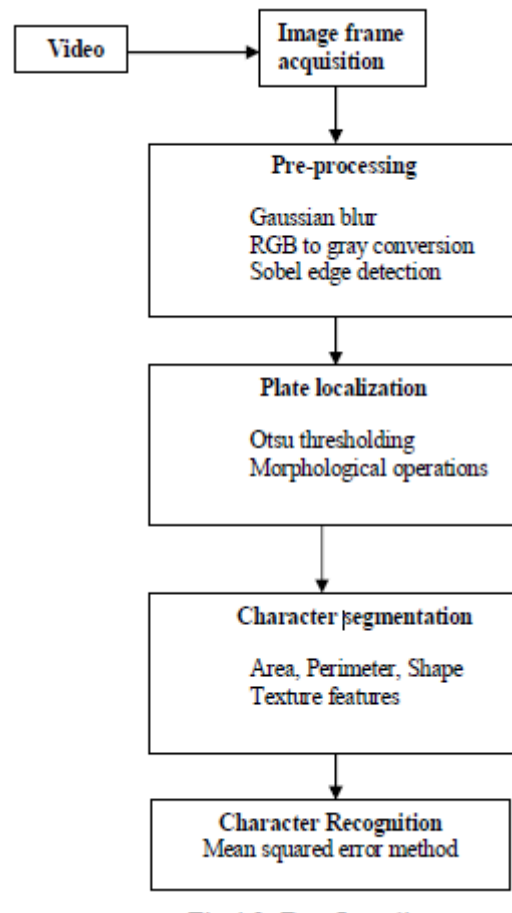 Video
Image frame
acquisition
Pre-processing
Gaussian blur
RGB to gray conversion
Sobel edge detection
Plate localization
Otsu thresholding
Morphological operations
Character segmentation
Area, Perimeter, Shape
Texture features
Character Recognition
Mean squared error method